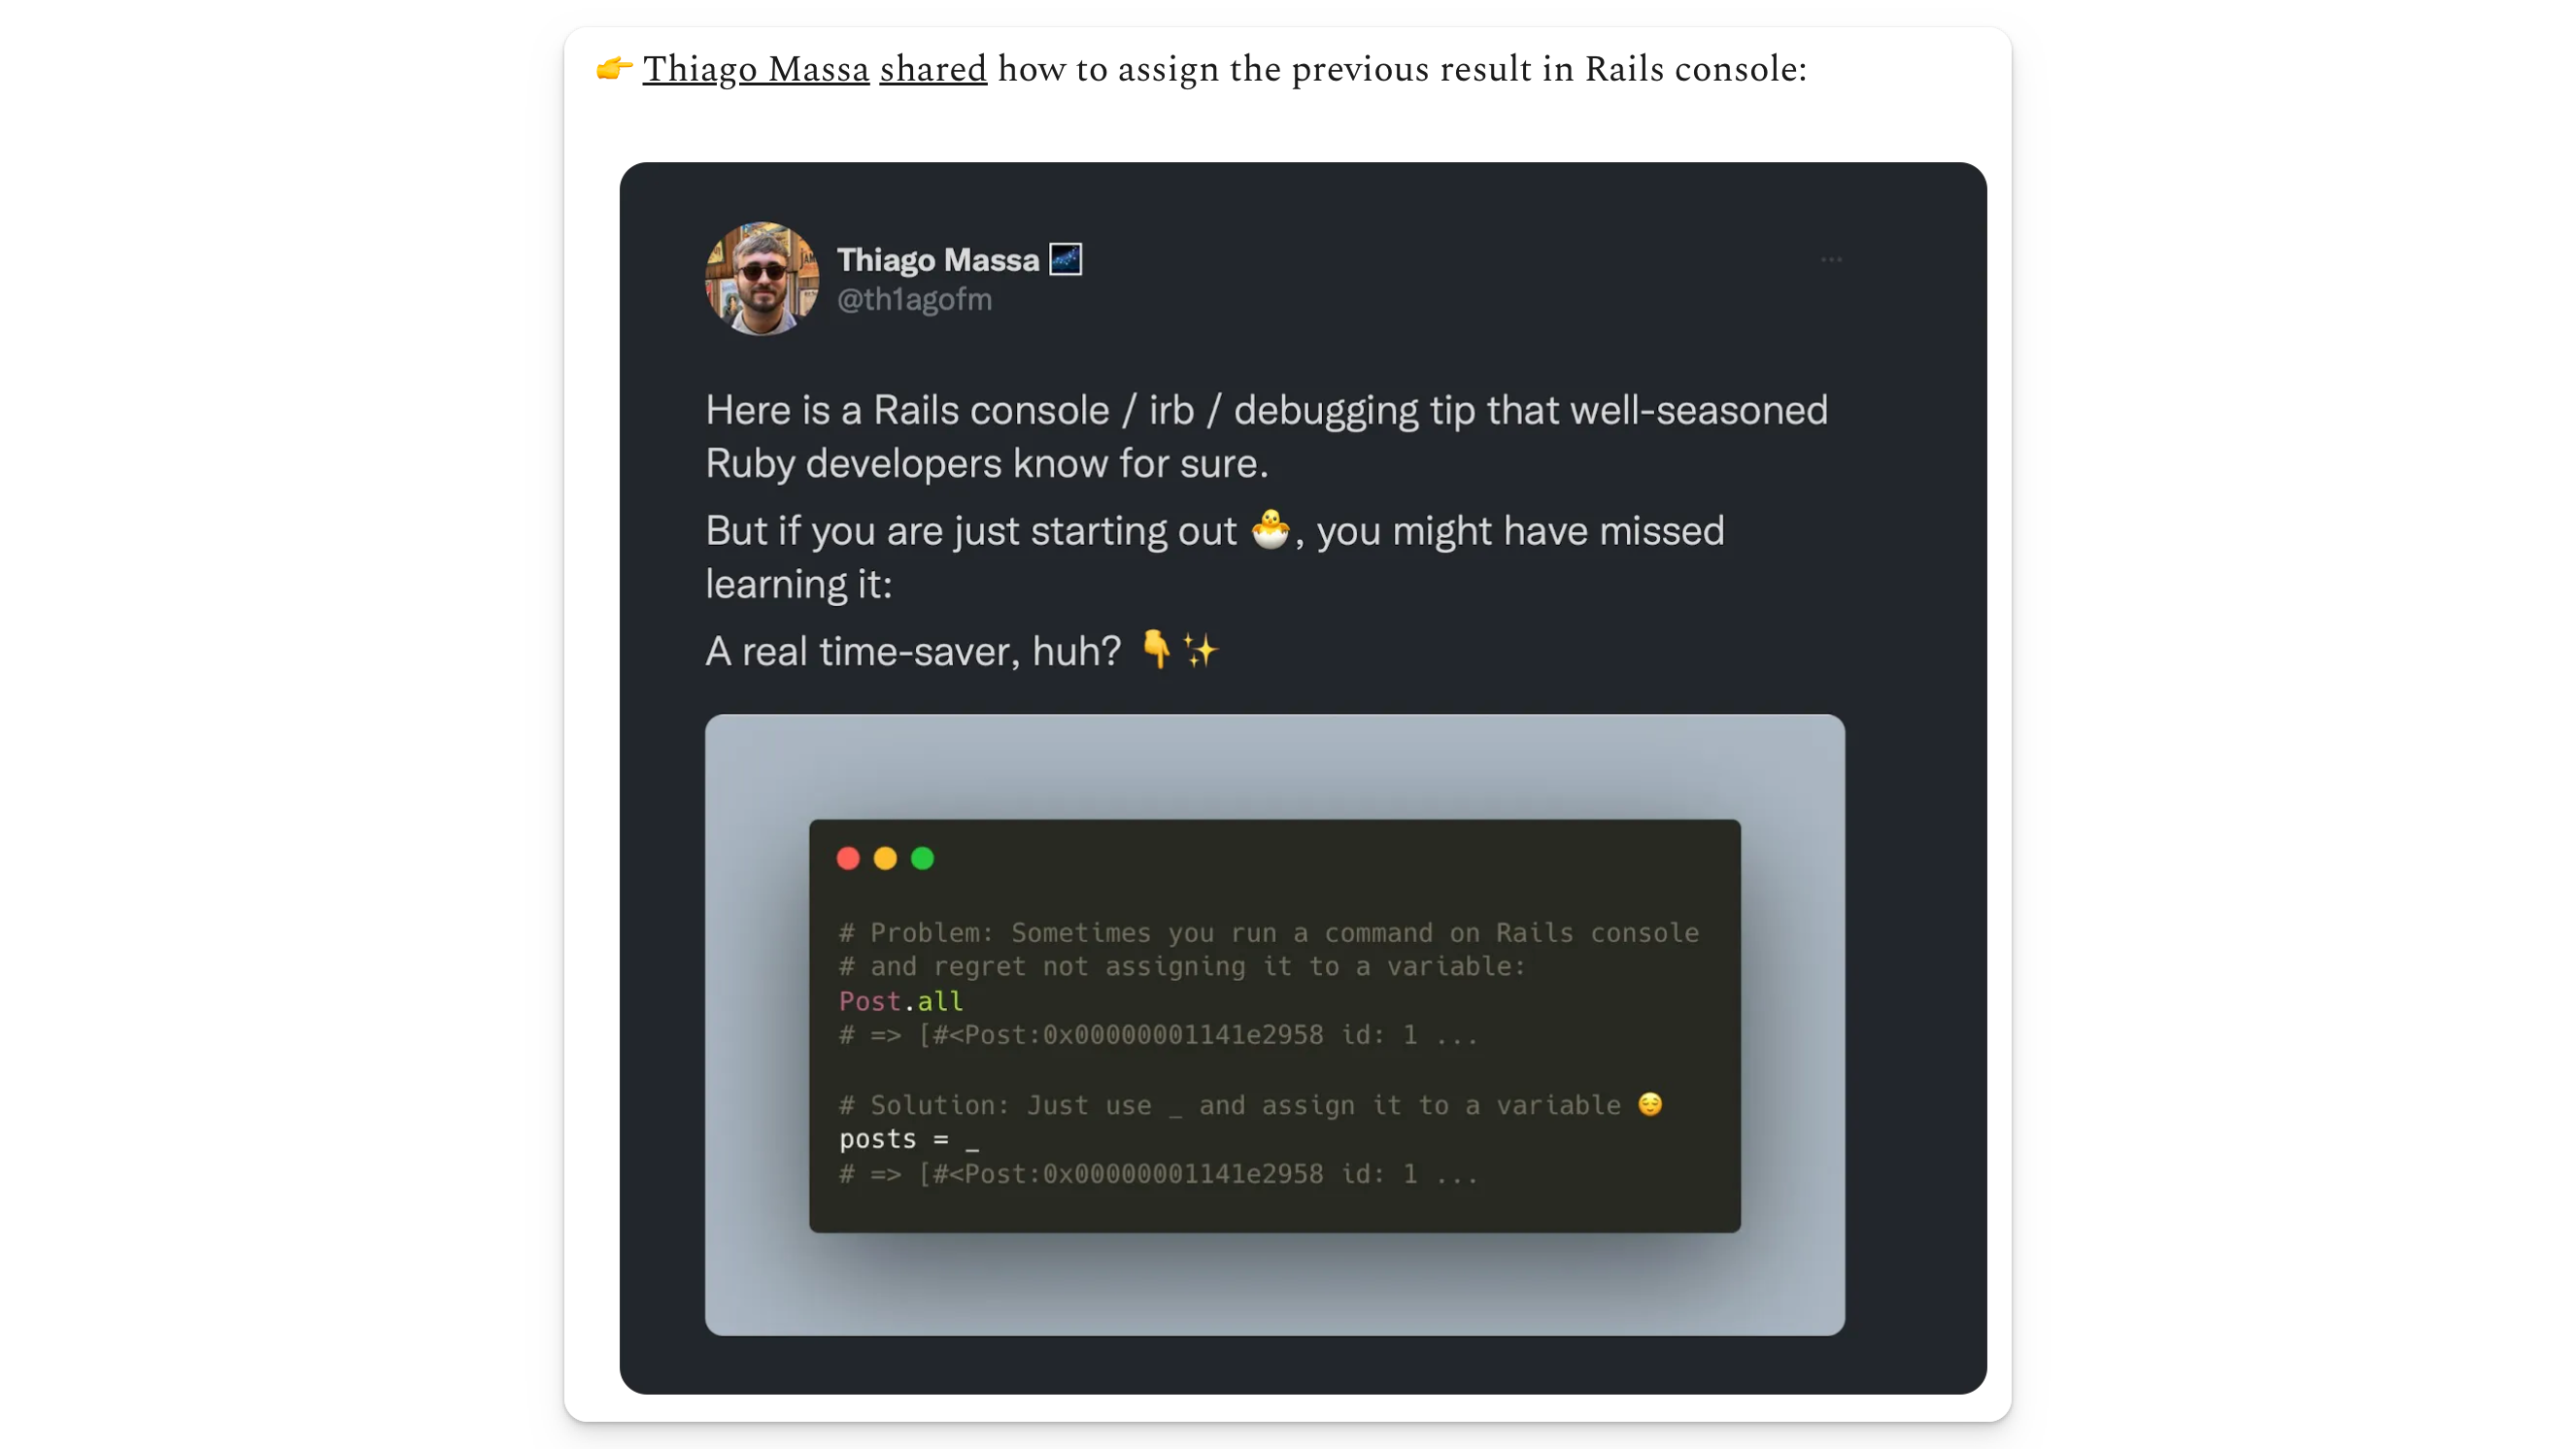 👉 Thiago Massa shared how to assign the previous result in Rails console:
Thiago Massa 🌌
@th1agofm
...
Here is a Rails console / irb / debugging tip that well-seasoned
Ruby developers know for sure.
But if you are just starting out 🐣, you might have missed
learning it:
A real time-saver, huh? 👇✨
# Problem: Sometimes you run a command on Rails console
# and regret not assigning it to a variable:
Post.all
# => [#<Post:0x00000001141e2958 id: 1 ...
# Solution: Just use _ and assign it to a variable 😌
posts = _
# => [#<Post:0x00000001141e2958 id: 1 ...